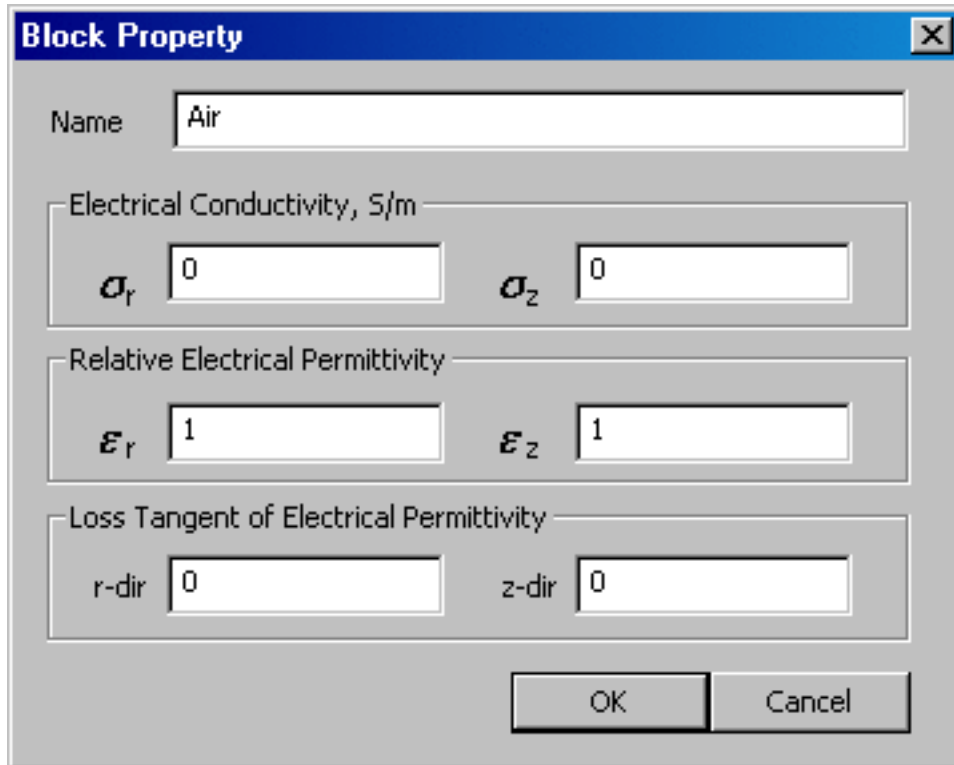 Block Property
Name Air
Electrical Conductivity, S/m
σr 0 σz 0
Relative Electrical Permittivity
εr 1 εz 1
Loss Tangent of Electrical Permittivity
r-dir 0 z-dir 0
OK Cancel